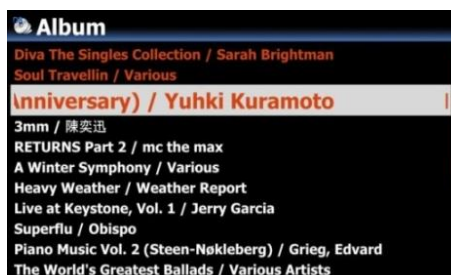 Album
Diva The Singles Collection / Sarah Brightman
Soul Travellin / Various
Anniversary) / Yuhki Kuramoto
3mm / 陳奕迅
RETURNS Part 2 / mc the max
A Winter Symphony / Various
Heavy Weather / Weather Report
Live at Keystone, Vol. 1 / Jerry Garcia
Superflu / Obispo
Piano Music Vol. 2 (Steen-Nøkleberg) / Grieg, Edvard
The World's Greatest Ballads / Various Artists